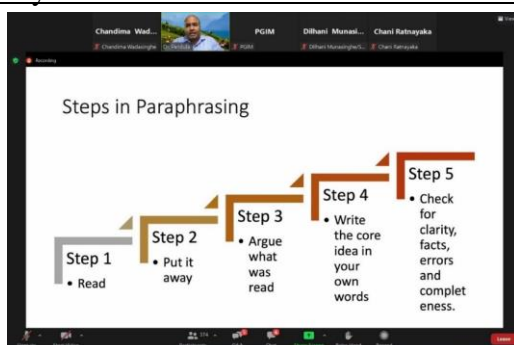 Chandima Wad...
PGIM
Dilhani Munasi...
Chani Ratnayaka
View
Chandima Wadasinghe
PGIM
Chani Ratnayaka
Recording
Steps in Paraphrasing
Step 1
• Read
Step 2
• Put it
away
Step 3
• Argue
what
was
read
Step 4
• Write
the core
idea in
your
own
words
Step 5
• Check
for
clarity,
facts,
errors
and
complet
eness.
174
Leave